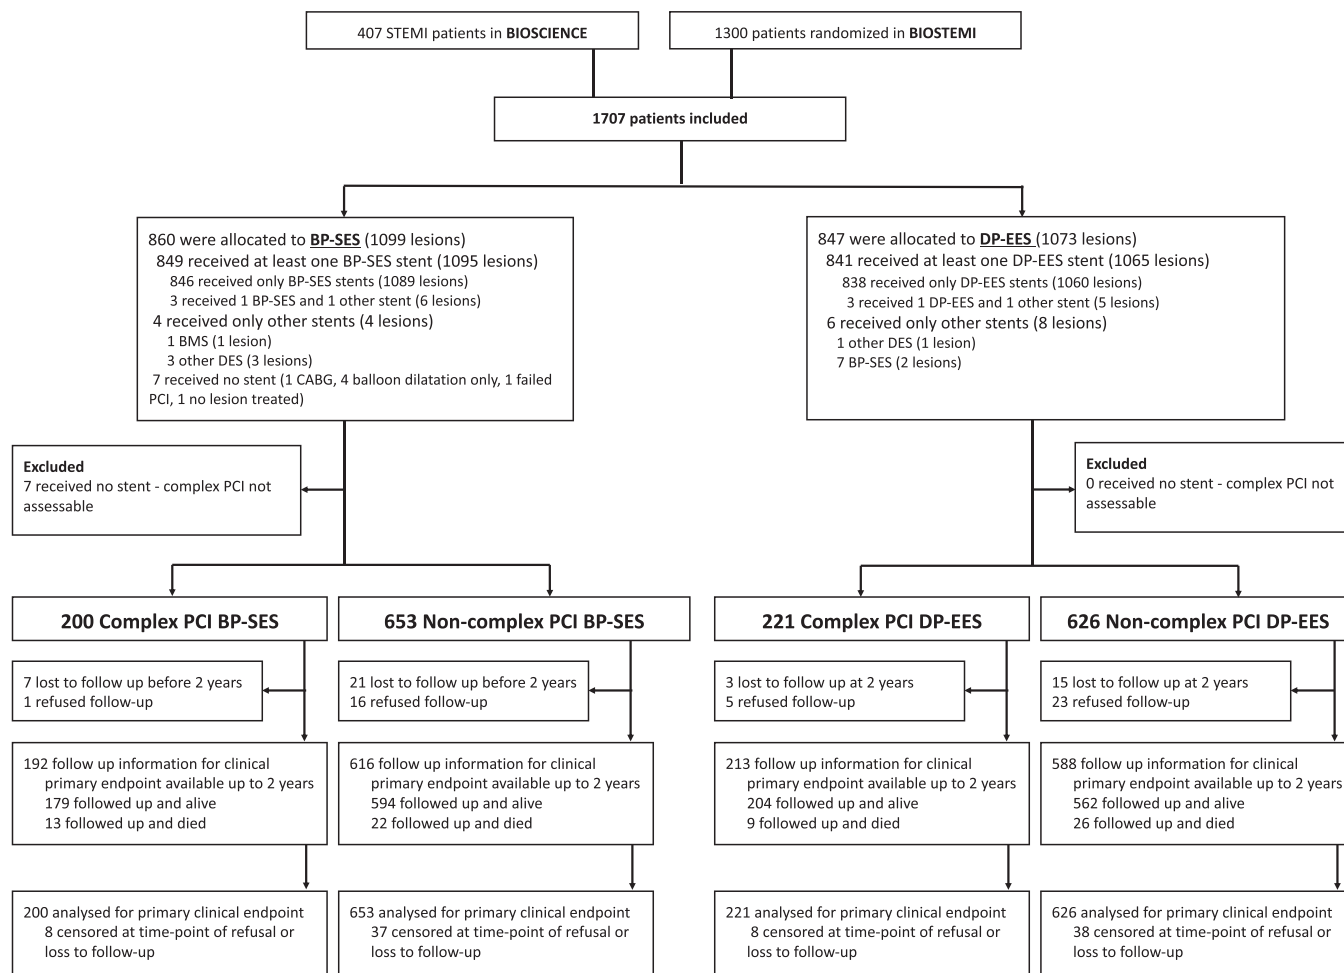 407 STEMI patients in BIOSCIENCE
1300 patients randomized in BIOSTEMI
1707 patients included
860 were allocated to BP-SES (1099 lesions)
849 received at least one BP-SES stent (1095 lesions)
846 received only BP-SES stents (1089 lesions)
3 received 1 BP-SES and 1 other stent (6 lesions)
4 received only other stents (4 lesions)
1 BMS (1 lesion)
3 other DES (3 lesions)
7 received no stent (1 CABG, 4 balloon dilatation only, 1 failed
PCI, 1 no lesion treated)
847 were allocated to DP-EES (1073 lesions)
841 received at least one DP-EES stent (1065 lesions)
838 received only DP-EES stents (1060 lesions)
3 received 1 DP-EES and 1 other stent (5 lesions)
6 received only other stents (8 lesions)
1 other DES (1 lesion)
7 BP-SES (2 lesions)
Excluded
7 received no stent - complex PCI not
assessable
Excluded
0 received no stent - complex PCI not
assessable
200 Complex PCI BP-SES
653 Non-complex PCI BP-SES
221 Complex PCI DP-EES
626 Non-complex PCI DP-EES
7 lost to follow up before 2 years
1 refused follow-up
21 lost to follow up before 2 years
16 refused follow-up
3 lost to follow up at 2 years
5 refused follow-up
15 lost to follow up at 2 years
23 refused follow-up
192 follow up information for clinical
primary endpoint available up to 2 years
179 followed up and alive
13 followed up and died
616 follow up information for clinical
primary endpoint available up to 2 years
594 followed up and alive
22 followed up and died
213 follow up information for clinical
primary endpoint available up to 2 years
204 followed up and alive
9 followed up and died
588 follow up information for clinical
primary endpoint available up to 2 years
562 followed up and alive
26 followed up and died
200 analysed for primary clinical endpoint
8 censored at time-point of refusal or
loss to follow-up
653 analysed for primary clinical endpoint
37 censored at time-point of refusal or
loss to follow-up
221 analysed for primary clinical endpoint
8 censored at time-point of refusal or
loss to follow-up
626 analysed for primary clinical endpoint
38 censored at time-point of refusal or
loss to follow-up